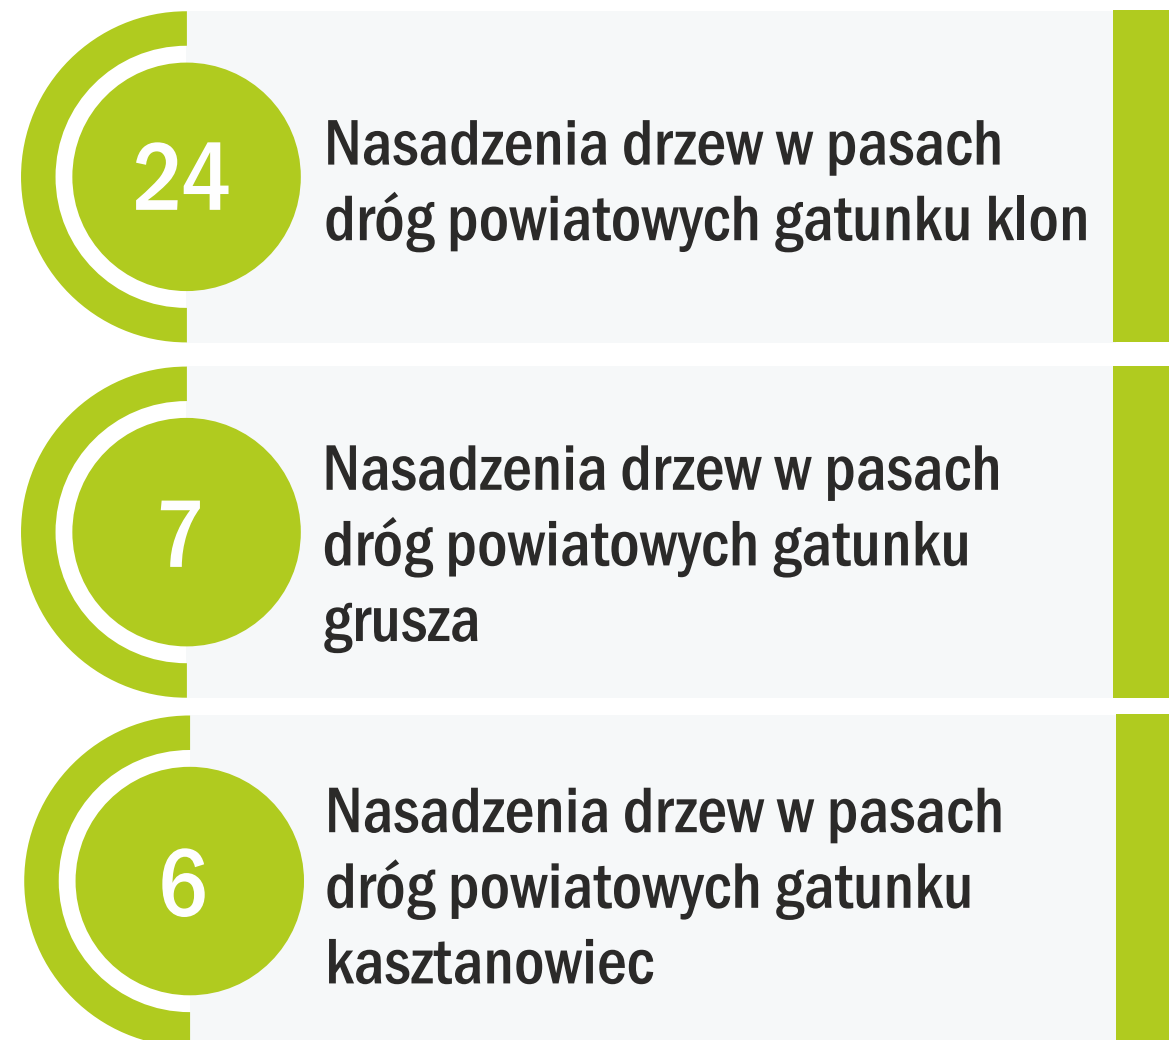 24
Nasadzenia drzew w pasach
dróg powiatowych gatunku klon
7
Nasadzenia drzew w pasach
dróg powiatowych gatunku
grusza
6
Nasadzenia drzew w pasach
dróg powiatowych gatunku
kasztanowiec